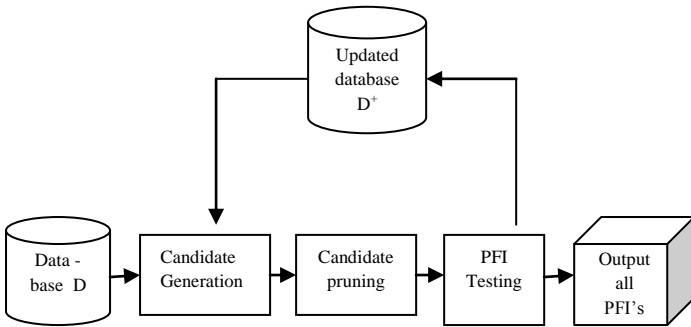 Updated
database
D⁺
Data -
base D
Candidate
Generation
Candidate
pruning
PFI
Testing
Output
all
PFI's